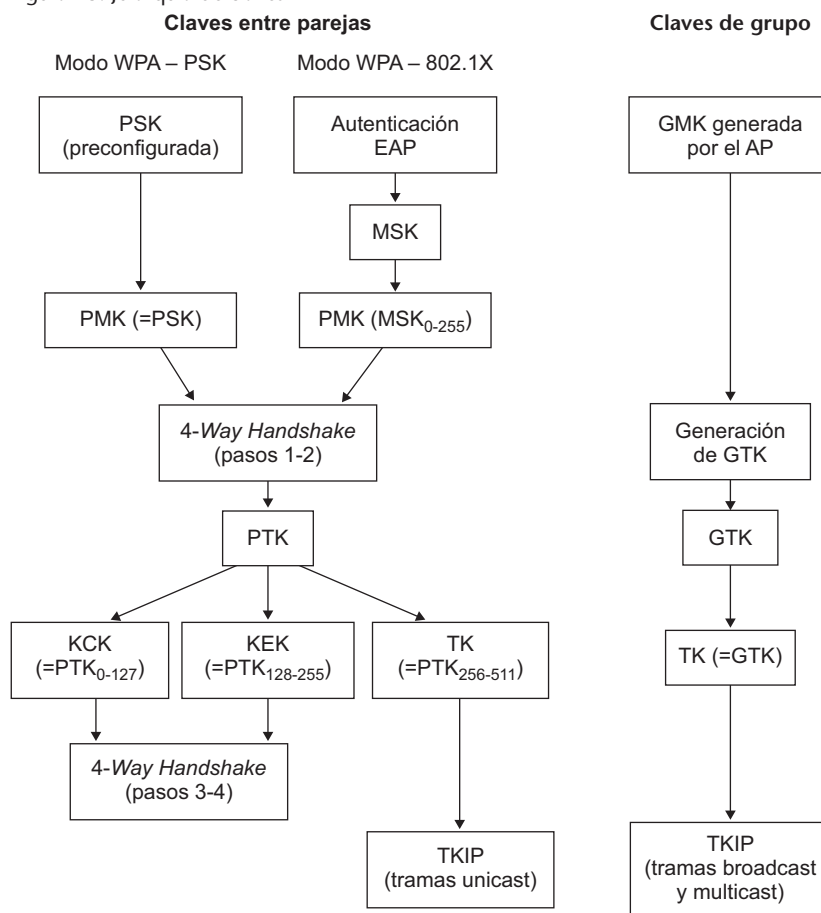 Claves entre parejas
Claves de grupo
Modo WPA – PSK
Modo WPA – 802.1X
PSK
(preconfigurada)
Autenticación
EAP
GMK generada
por el AP
MSK
PMK (=PSK)
PMK (MSK0-255)
4-Way Handshake
(pasos 1-2)
Generación
de GTK
PTK
GTK
KCK
(=PTK0-127)
KEK
(=PTK128-255)
TK
(=PTK256-511)
TK (=GTK)
4-Way Handshake
(pasos 3-4)
TKIP
(tramas unicast)
TKIP
(tramas broadcast
y multicast)